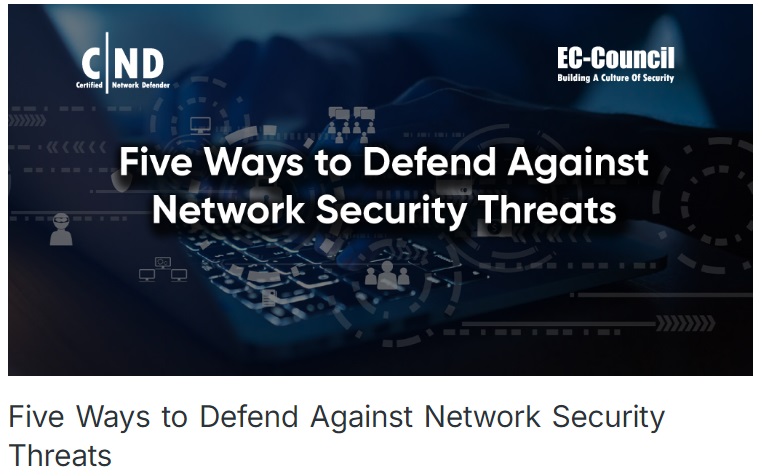 C|ND
Certified Network Defender
EC-Council
Building A Culture Of Security
Five Ways to Defend Against
Network Security Threats
Five Ways to Defend Against Network Security
Threats